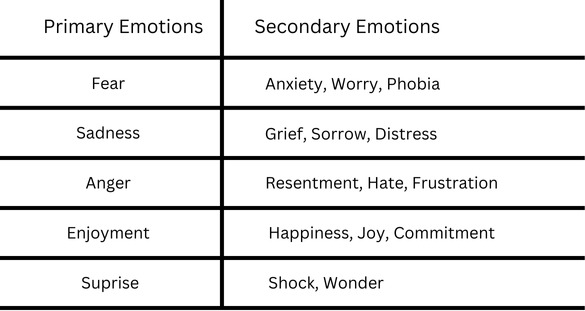 Primary Emotions Secondary Emotions
Fear Anxiety, Worry, Phobia
Sadness Grief, Sorrow, Distress
Anger Resentment, Hate, Frustration
Enjoyment Happiness, Joy, Commitment
Suprise Shock, Wonder